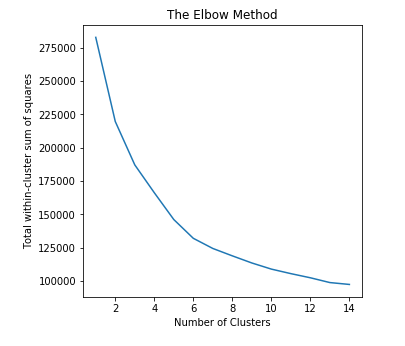 The Elbow Method
Total within-cluster sum of squares
275000
250000
225000
200000
175000
150000
125000
100000
2 4 6 8 10 12 14
Number of Clusters